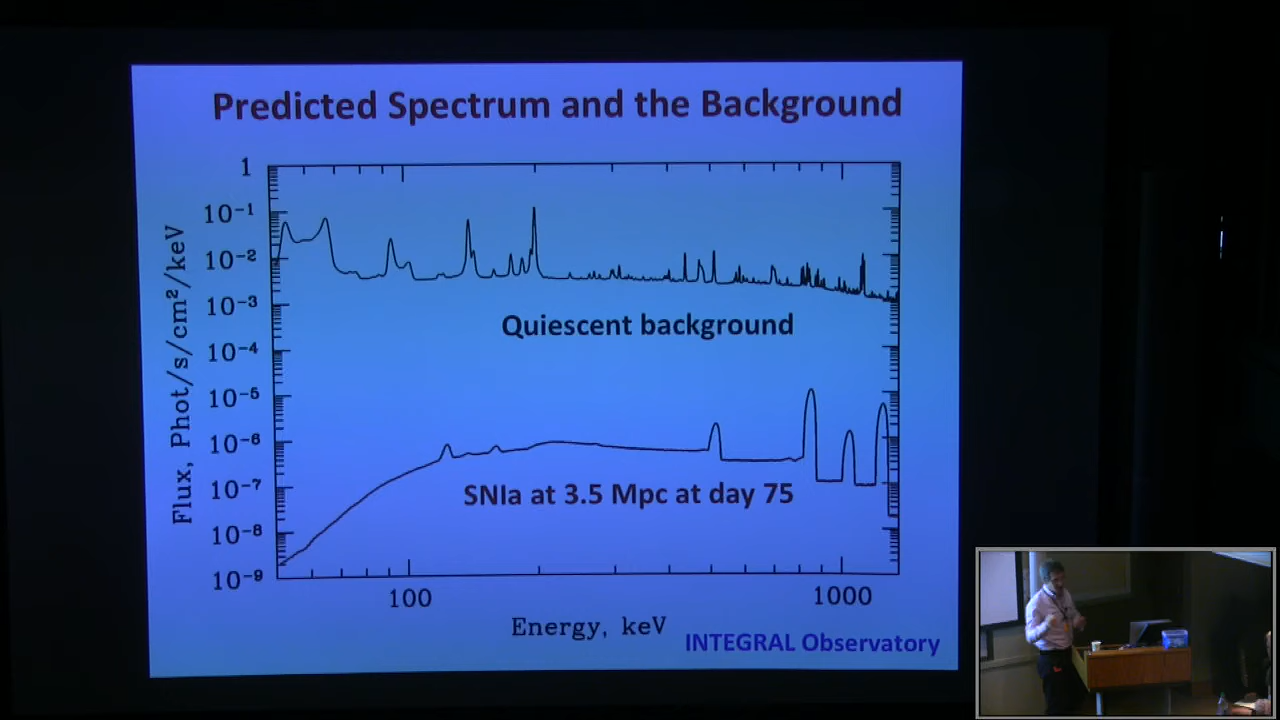 Predicted Spectrum and the Background
1
10⁻¹
10⁻²
10⁻³
10⁻⁴
10⁻⁵
10⁻⁶
10⁻⁷
10⁻⁸
10⁻⁹
Flux, Phot/s/cm²/keV
Quiescent background
SNIa at 3.5 Mpc at day 75
100
1000
Energy, keV
INTEGRAL Observatory